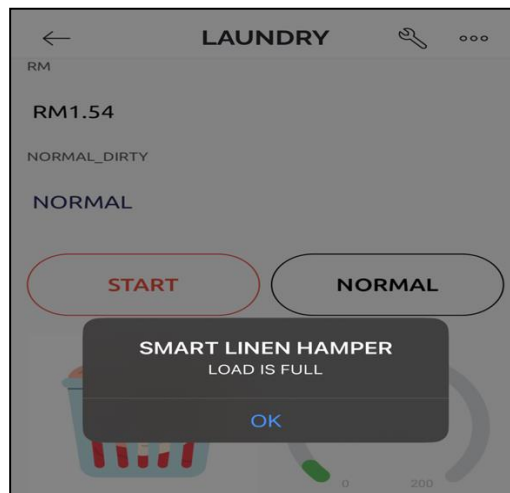 LAUNDRY
RM
RM1.54
NORMAL_DIRTY
NORMAL
START
NORMAL
SMART LINEN HAMPER
LOAD IS FULL
OK
0
200